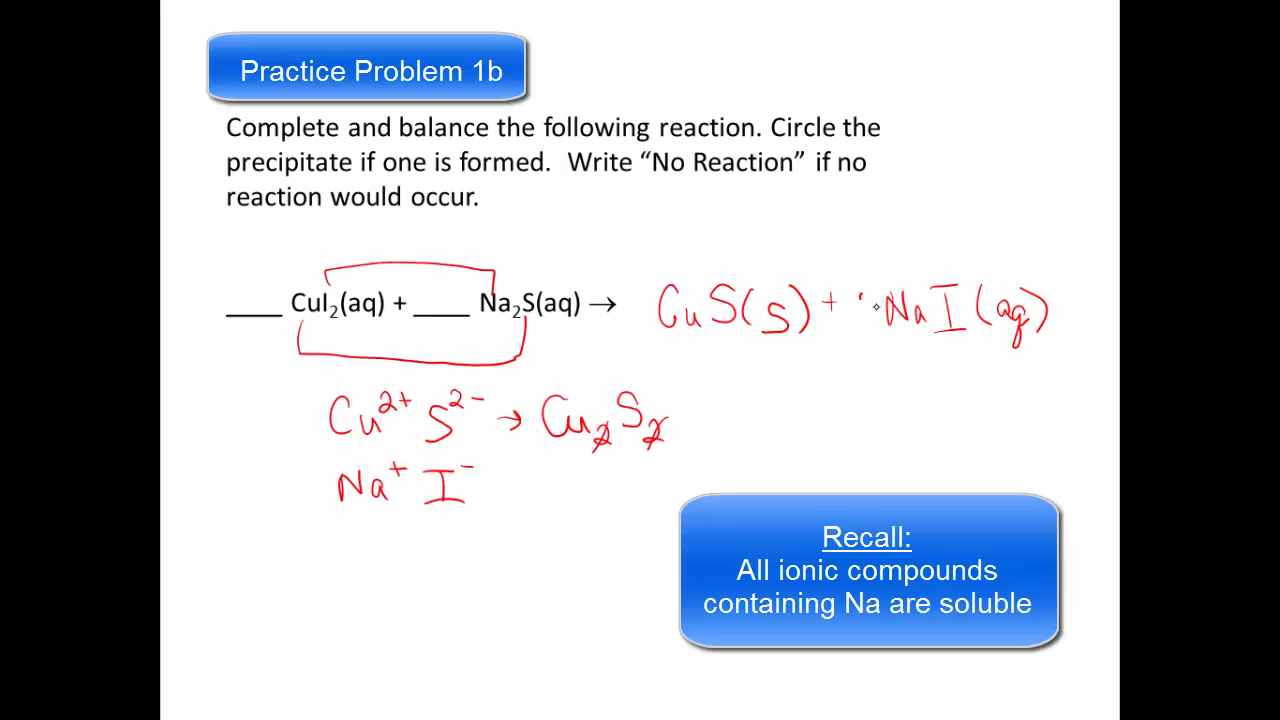 Practice Problem 1b
Complete and balance the following reaction. Circle the
precipitate if one is formed. Write “No Reaction” if no
reaction would occur.
____ CuI₂(aq) + ____ Na₂S(aq) → CuS(s) + NaI(aq)
Cu²⁺ S²⁻ → Cu₂S₂
Na⁺ I⁻
Recall:
All ionic compounds
containing Na are soluble